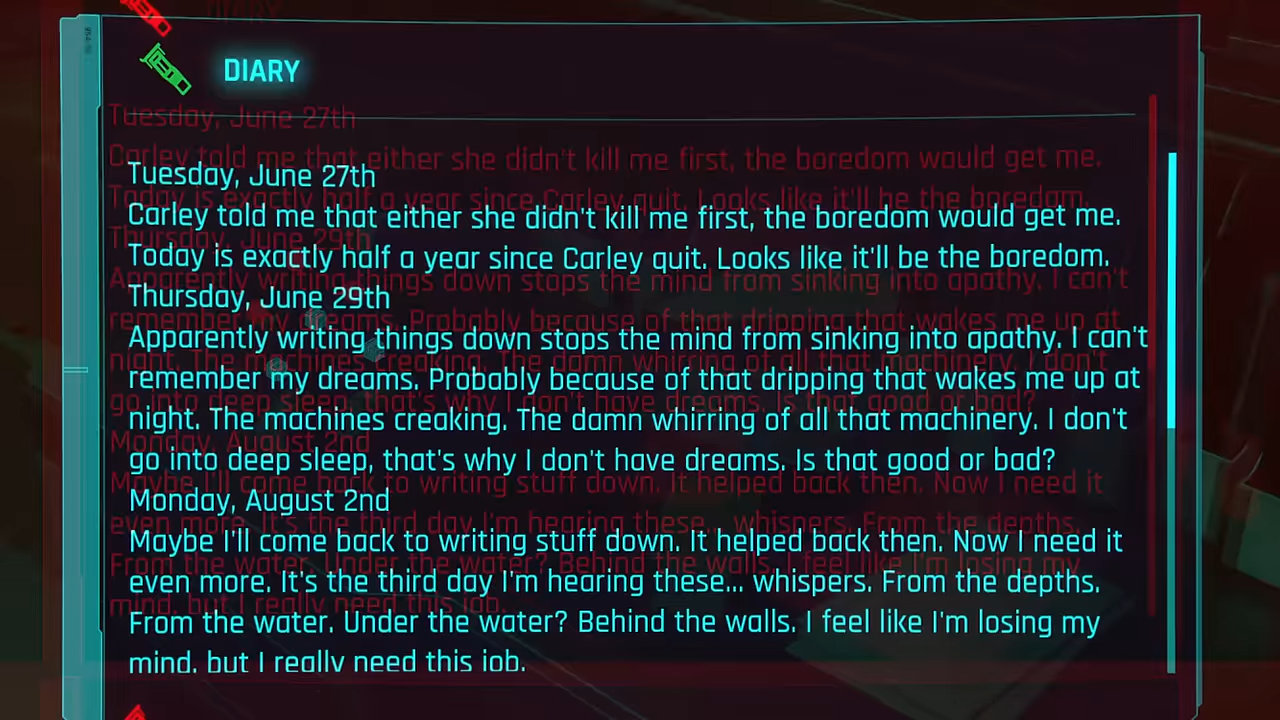 DIARY
Tuesday, June 27th
Carley told me that either she didn't kill me first, the boredom would get me.
Today is exactly half a year since Carley quit. Looks like it'll be the boredom.
Thursday, June 29th
Apparently writing things down stops the mind from sinking into apathy. I can't
remember my dreams. Probably because of that dripping that wakes me up at
night. The machines creaking. The damn whirring of all that machinery. I don't
go into deep sleep, that's why I don't have dreams. Is that good or bad?
Monday, August 2nd
Maybe I'll come back to writing stuff down. It helped back then. Now I need it
even more. It's the third day I'm hearing these... whispers. From the depths.
From the water. Under the water? Behind the walls. I feel like I'm losing my
mind, but I really need this job.